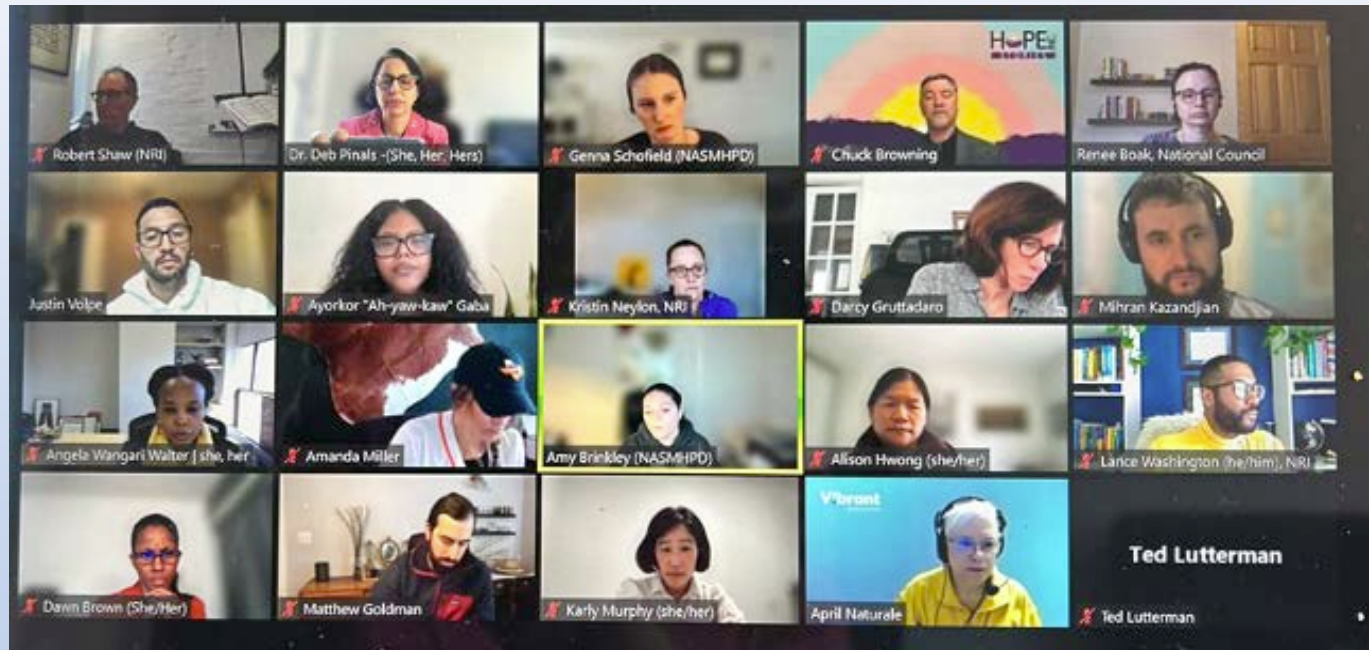 Robert Shaw (NRI)
Dr. Deb Pinals -(She, Her, Hers)
Genna Schofield (NASMHPD)
HOPE
Chuck Browning
Renee Boak, National Council
Justin Volpe
Ayorkor "Ah-yaw-kaw" Gaba
Kristin Neylon, NRI
Darcy Gruttadaro
Mihran Kazandjian
Angela Wangari Walter | she, her
Amanda Miller
Amy Brinkley (NASMHPD)
Alison Hwong (she/her)
Lance Washington (he/him), NRI
Dawn Brown (She/Her)
Matthew Goldman
Karly Murphy (she/her)
Vibrant
April Naturale
Ted Lutterman
Ted Lutterman